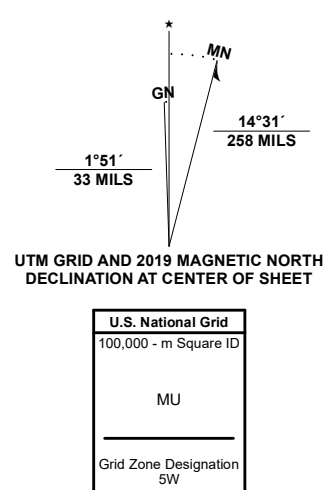 ★
MN
GN
14°31´
258 MILS
1°51´
33 MILS
UTM GRID AND 2019 MAGNETIC NORTH
DECLINATION AT CENTER OF SHEET
U.S. National Grid
100,000 - m Square ID
MU
Grid Zone Designation
5W